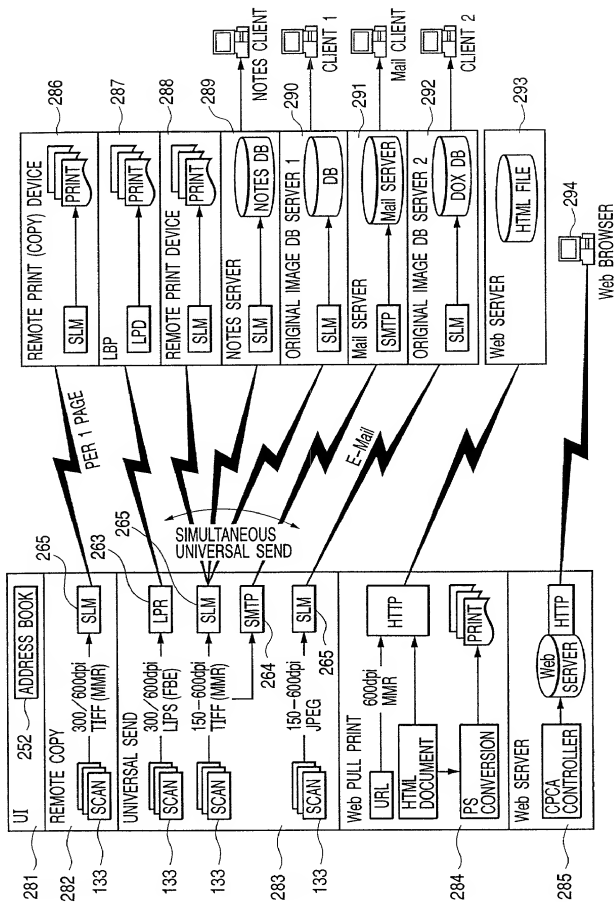 281
UI
252
ADDRESS BOOK
282
REMOTE COPY
133
SCAN
300/600dpi
TIFF (MMR)
SLM
265
PER 1 PAGE
283
UNIVERSAL SEND
133
SCAN
300/600dpi
LIPS (FBE)
LPR
263
133
SCAN
150-600dpi
TIFF (MMR)
SLM
265
SMTP
264
SIMULTANEOUS
UNIVERSAL SEND
133
SCAN
150-600dpi
JPEG
SLM
265
E-Mail
284
Web PULL PRINT
URL
600dpi
MMR
HTTP
HTML
DOCUMENT
PS
CONVERSION
PRINT
285
Web SERVER
CPCA
CONTROLLER
Web
SERVER
HTTP
REMOTE PRINT (COPY) DEVICE
286
SLM
PRINT
LBP
287
LPD
PRINT
REMOTE PRINT DEVICE
288
SLM
PRINT
NOTES SERVER
289
SLM
NOTES DB
NOTES CLIENT
ORIGINAL IMAGE DB SERVER 1
290
SLM
DB
CLIENT 1
Mail SERVER
291
SMTP
Mail SERVER
Mail CLIENT
ORIGINAL IMAGE DB SERVER 2
292
SLM
DOX DB
CLIENT 2
Web SERVER
293
HTML FILE
294
Web BROWSER